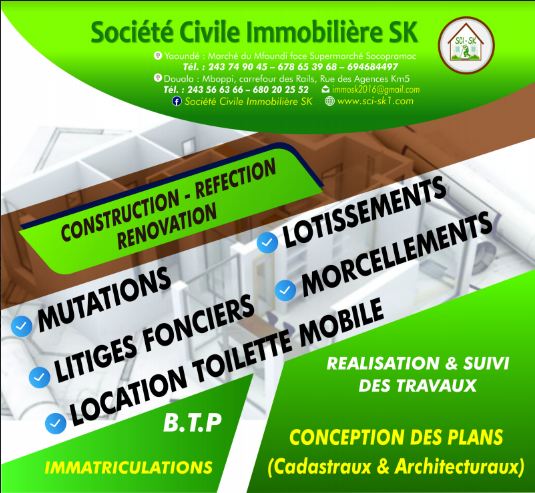 Société Civile Immobilière SK
SCI - SK
Yaoundé : Marché du Mfoundi face Supermarché Socopramac
Tél. : 243 74 90 45 – 678 65 39 68 – 694684497
Douala : Mboppi, carrefour des Rails, Rue des Agences Km5
Tél. : 243 56 63 66 – 680 20 25 52 immosk2016@gmail.com
Société Civile Immobilière SK www.sci-sk1.com
CONSTRUCTION - REFECTION
RENOVATION
LOTISSEMENTS
MUTATIONS
MORCELLEMENTS
LITIGES FONCIERS
LOCATION TOILETTE MOBILE
B.T.P
IMMATRICULATIONS
REALISATION & SUIVI
DES TRAVAUX
CONCEPTION DES PLANS
(Cadastraux & Architecturaux)